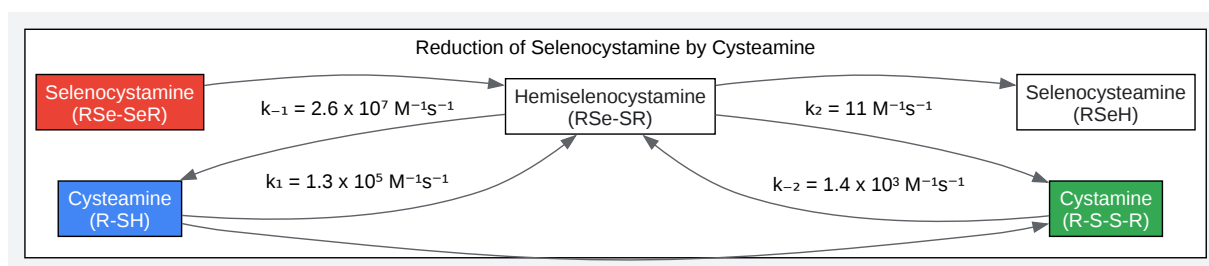 Reduction of Selenocystamine by Cysteamine
Selenocystamine
(RSe-SeR)
k₋₁ = 2.6 x 10⁷ M⁻¹s⁻¹
Hemiselenocystamine
(RSe-SR)
k₂ = 11 M⁻¹s⁻¹
Selenocysteamine
(RSeH)
Cysteamine
(R-SH)
k₁ = 1.3 x 10⁵ M⁻¹s⁻¹
k₋₂ = 1.4 x 10³ M⁻¹s⁻¹
Cystamine
(R-S-S-R)